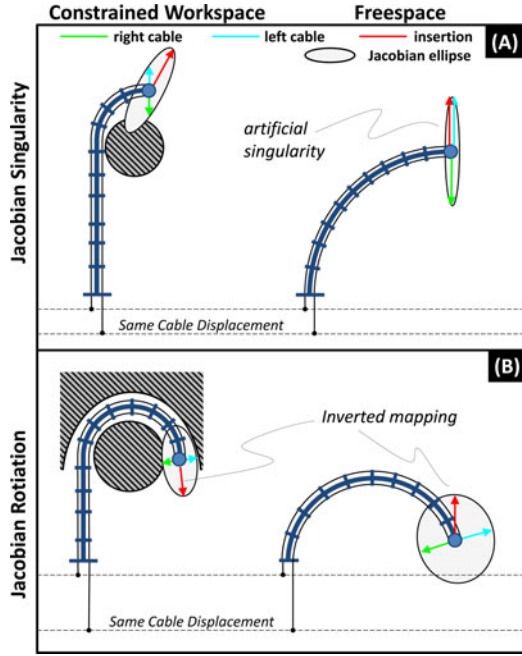 Constrained Workspace Freespace
right cable left cable insertion (A)
Jacobian ellipse
Jacobian Singularity
artificial
singularity
Same Cable Displacement
(B)
Jacobian Rotiation
Inverted mapping
Same Cable Displacement